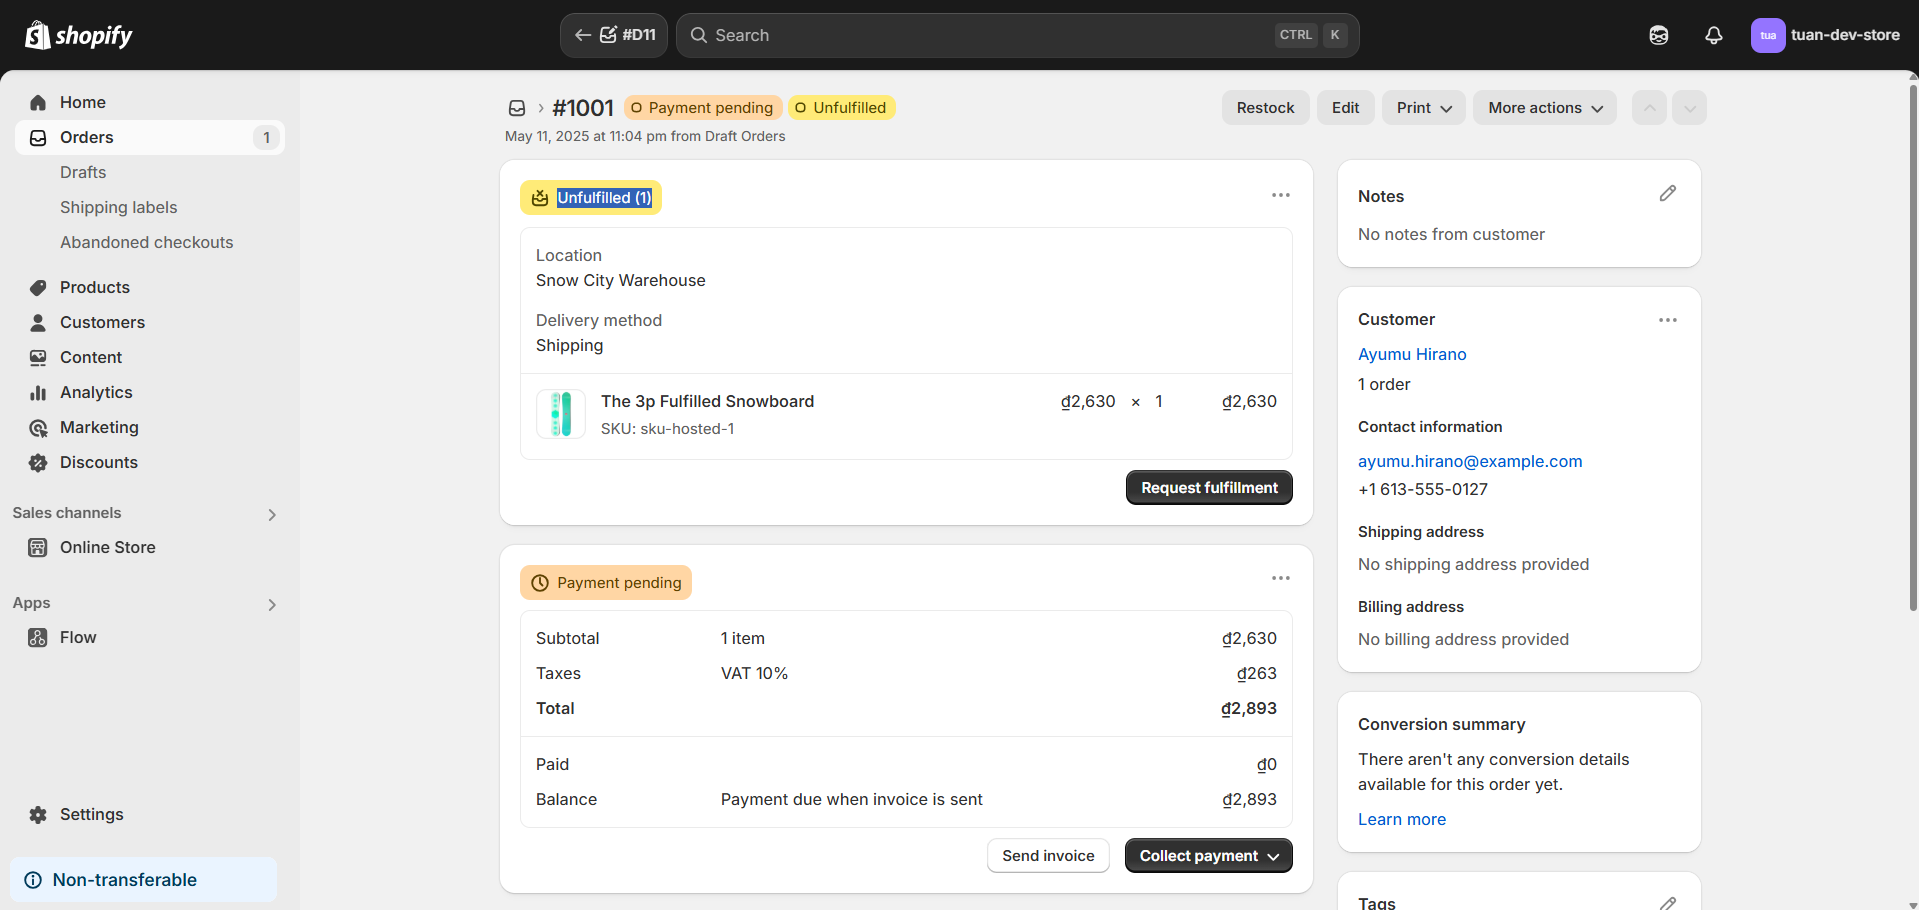 shopify
#D11
Search
CTRL K
tua
tuan-dev-store
Home
Orders 1
Drafts
Shipping labels
Abandoned checkouts
Products
Customers
Content
Analytics
Marketing
Discounts
Sales channels
Online Store
Apps
Flow
Settings
Non-transferable
#1001 Payment pending Unfulfilled
May 11, 2025 at 11:04 pm from Draft Orders
Restock Edit Print More actions
Unfulfilled (1)
Location
Snow City Warehouse
Delivery method
Shipping
The 3p Fulfilled Snowboard ₫2,630 × 1 ₫2,630
SKU: sku-hosted-1
Request fulfillment
Payment pending
Subtotal 1 item ₫2,630
Taxes VAT 10% ₫263
Total ₫2,893
Paid ₫0
Balance Payment due when invoice is sent ₫2,893
Send invoice Collect payment
Notes
No notes from customer
Customer
Ayumu Hirano
1 order
Contact information
ayumu.hirano@example.com
+1 613-555-0127
Shipping address
No shipping address provided
Billing address
No billing address provided
Conversion summary
There aren't any conversion details
available for this order yet.
Learn more
Tags